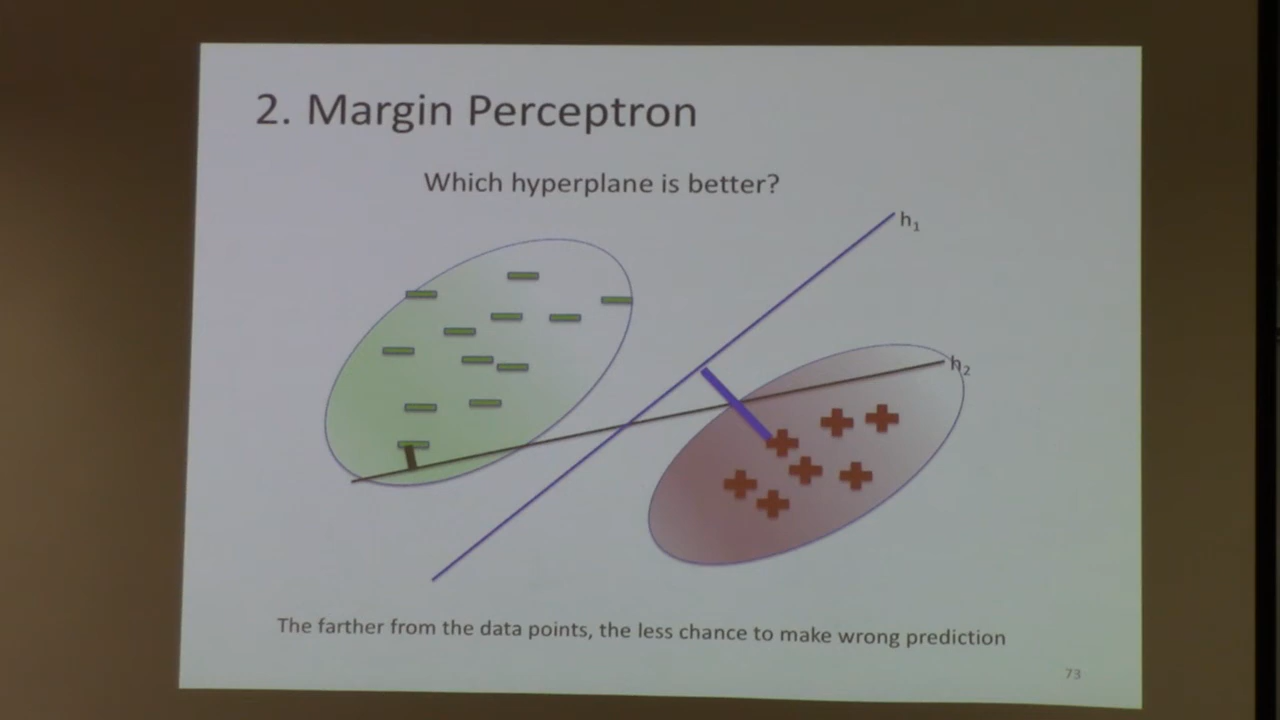 2. Margin Perceptron
Which hyperplane is better?
h₁
h₂
The farther from the data points, the less chance to make wrong prediction
73